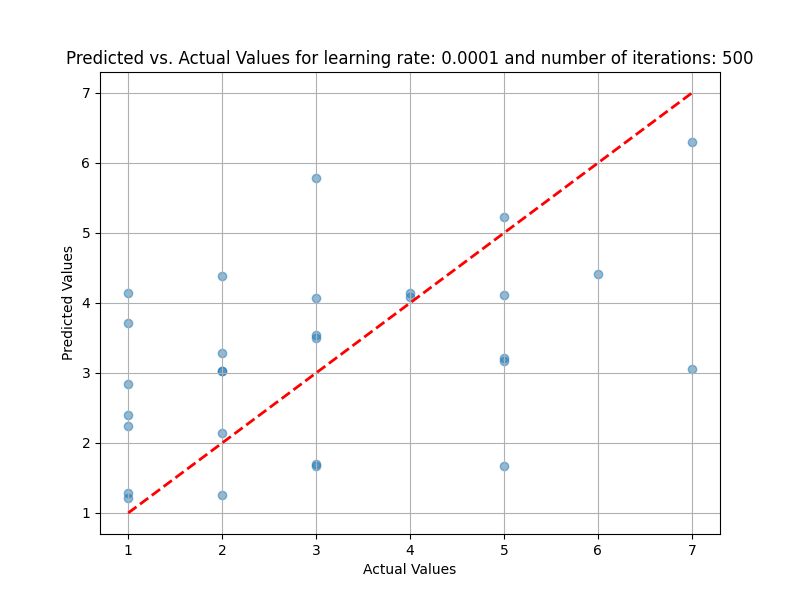 Predicted vs. Actual Values for learning rate: 0.0001 and number of iterations: 500
7
6
5
4
3
2
1
Predicted Values
1 2 3 4 5 6 7
Actual Values